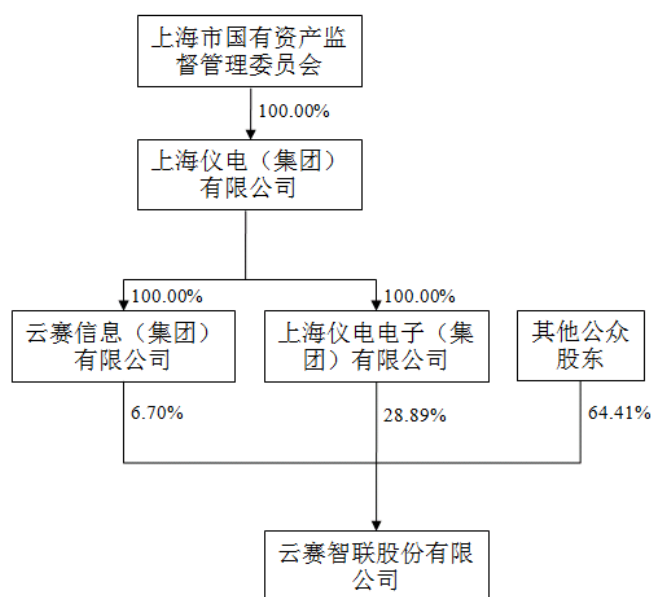 上海市国有资产监
督管理委员会
100.00%
上海仪电（集团）
有限公司
100.00%
100.00%
云赛信息（集团）
有限公司
上海仪电电子（集
团）有限公司
其他公众
股东
6.70%
28.89%
64.41%
云赛智联股份有限
公司